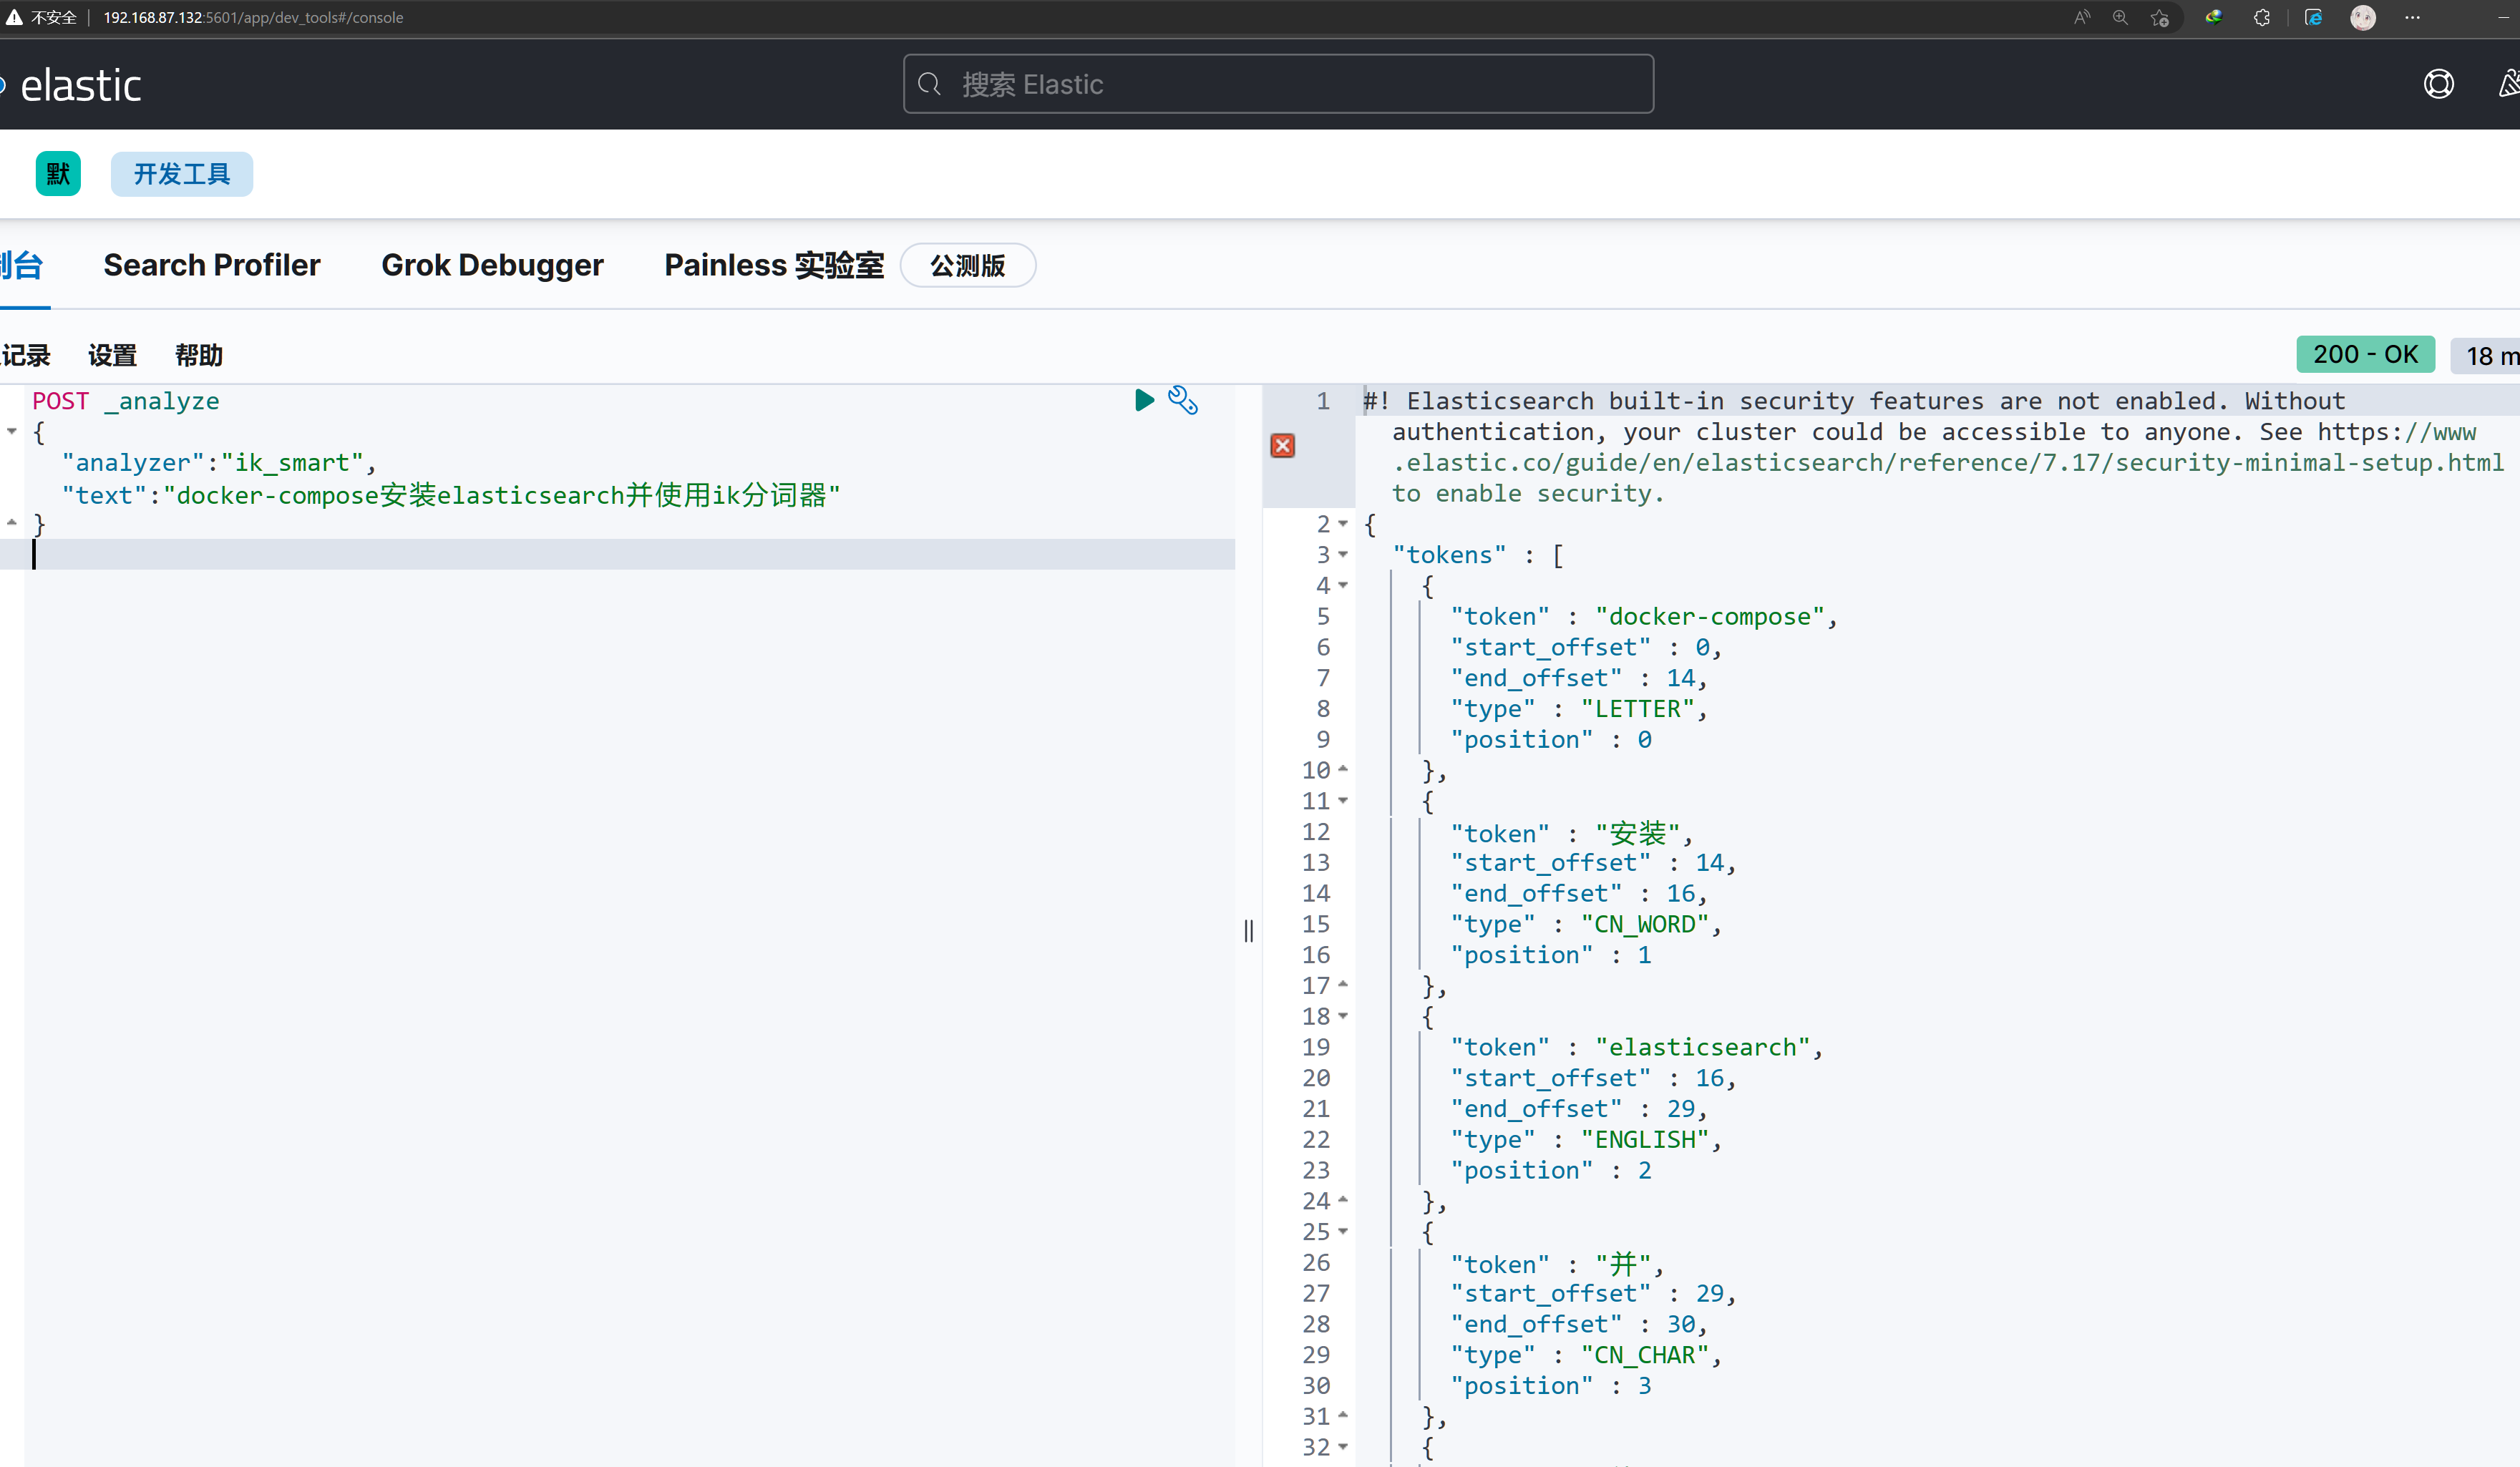 不安全 192.168.87.132:5601/app/dev_tools#/console
elastic
搜索 Elastic
默 开发工具
制台 Search Profiler Grok Debugger Painless 实验室 公测版
记录 设置 帮助
200 - OK 18 m
POST _analyze
{
"analyzer":"ik_smart",
"text":"docker-compose安装elasticsearch并使用ik分词器"
}
1 #! Elasticsearch built-in security features are not enabled. Without
authentication, your cluster could be accessible to anyone. See https://www
.elastic.co/guide/en/elasticsearch/reference/7.17/security-minimal-setup.html
to enable security.
2 {
3 "tokens" : [
4 {
5 "token" : "docker-compose",
6 "start_offset" : 0,
7 "end_offset" : 14,
8 "type" : "LETTER",
9 "position" : 0
10 },
11 {
12 "token" : "安装",
13 "start_offset" : 14,
14 "end_offset" : 16,
15 "type" : "CN_WORD",
16 "position" : 1
17 },
18 {
19 "token" : "elasticsearch",
20 "start_offset" : 16,
21 "end_offset" : 29,
22 "type" : "ENGLISH",
23 "position" : 2
24 },
25 {
26 "token" : "并",
27 "start_offset" : 29,
28 "end_offset" : 30,
29 "type" : "CN_CHAR",
30 "position" : 3
31 },
32 {